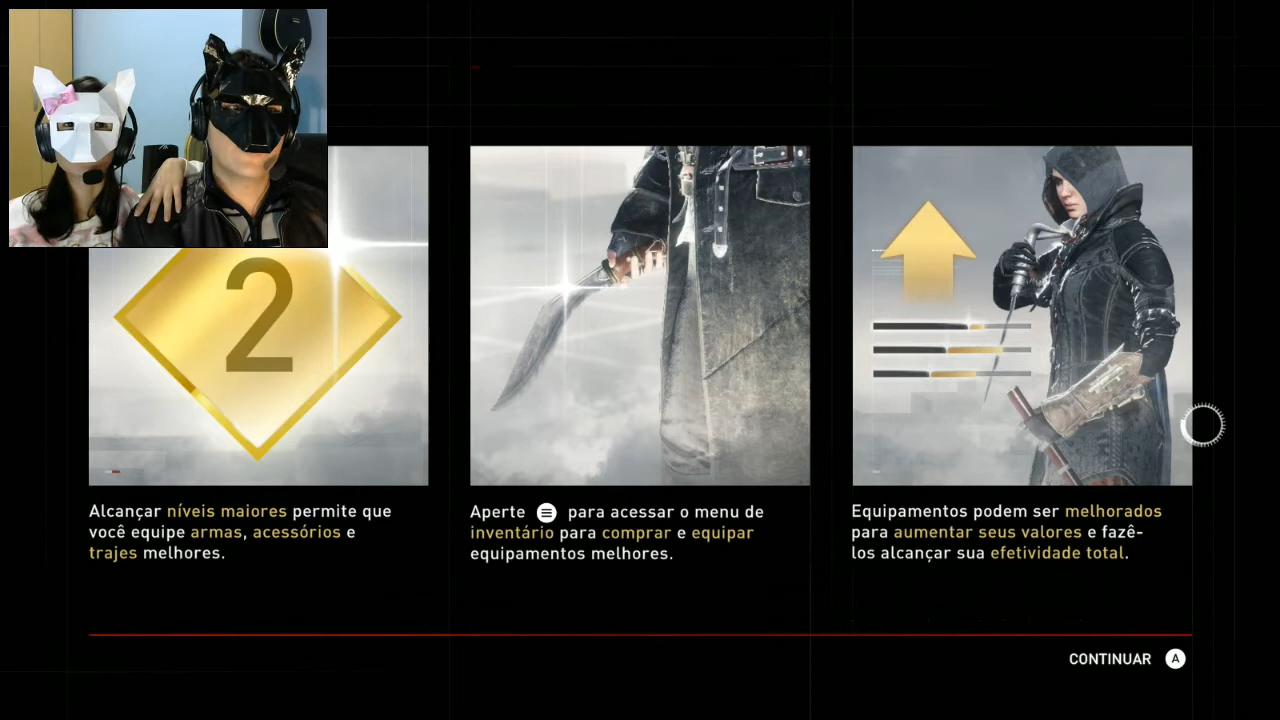 2
Alcançar níveis maiores permite que
você equipe armas, acessórios e
trajes melhores.
Aperte para acessar o menu de
inventário para comprar e equipar
equipamentos melhores.
Equipamentos podem ser melhorados
para aumentar seus valores e fazê-
los alcançar sua efetividade total.
CONTINUAR A